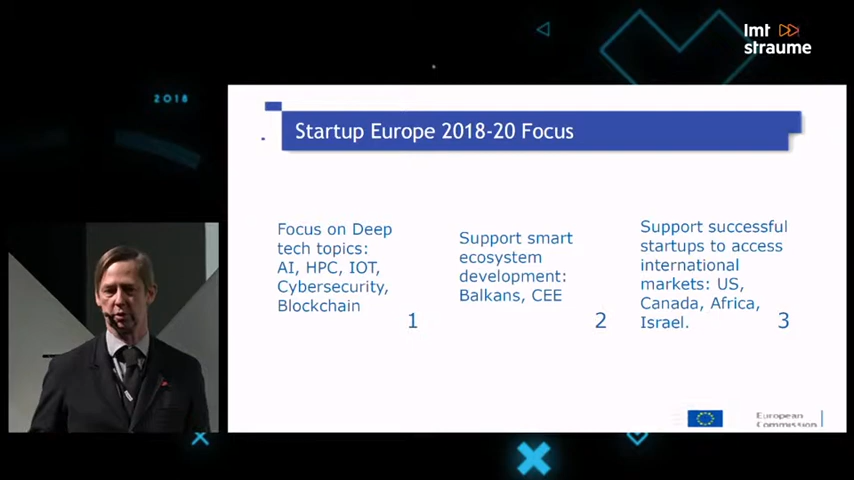 lmt
straume
2018
Startup Europe 2018-20 Focus
Focus on Deep
tech topics:
AI, HPC, IOT,
Cybersecurity,
Blockchain
1
Support smart
ecosystem
development:
Balkans, CEE
2
Support successful
startups to access
international
markets: US,
Canada, Africa,
Israel.
3
European
Commission